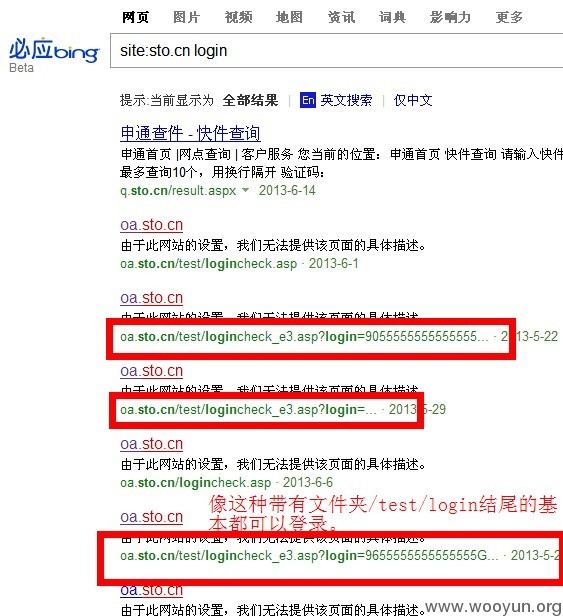 网页 图片 视频 地图 资讯 词典 影响力 更多
必应bing
Beta
site:sto.cn login
提示:当前显示为 全部结果 | En 英文搜索 | 仅中文
申通查件 - 快件查询
申通首页 |网点查询 | 客户服务 您当前的位置：申通首页 快件查询 请输入快件
最多查询10个，用换行隔开 验证码：
q.sto.cn/result.aspx 2013-6-14
oa.sto.cn
由于此网站的设置，我们无法提供该页面的具体描述。
oa.sto.cn/test/logincheck.asp · 2013-6-1
oa.sto.cn
由于此网站的设置，我们无法提供该页面的具体描述。
oa.sto.cn/test/logincheck_e3.asp?login=9055555555555555... · 2013-5-22
oa.sto.cn
由于此网站的设置，我们无法提供该页面的具体描述。
oa.sto.cn/test/logincheck_e3.asp?login=... · 2013-5-29
oa.sto.cn
由于此网站的设置，我们无法提供该页面的具体描述。
oa.sto.cn/logincheck.asp · 2013-6-6
像这种带有文件夹/test/login结尾的基
本都可以登录。
oa.sto.cn
由于此网站的设置，我们无法提供该页面的具体描述。
oa.sto.cn/test/logincheck_e3.asp?login=9655555555555555G... · 2013-5-2
oa.sto.cn
由于此网站的设置，我们无法提供该页面的具体描述。
www.wooyun.org